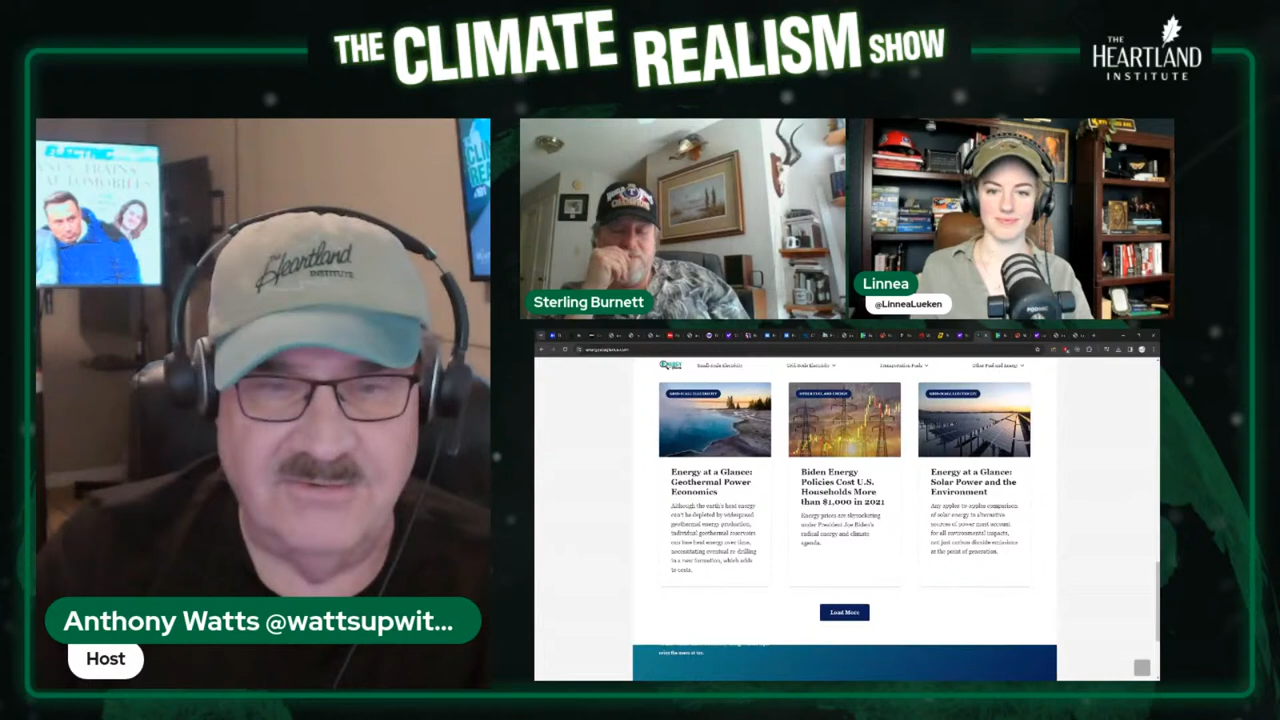 THE CLIMATE REALISM SHOW
THE
HEARTLAND
INSTITUTE
ELECTRIC
The
Heartland
INSTITUTE
Sterling Burnett
Linnea
@LinneaLueken
Energy at a Glance:
Geothermal Power
Economics
Although the earth's heat energy
can't be depleted by widespread
geothermal energy production,
individual geothermal reservoirs
can lose heat energy over time,
necessitating eventual re-drilling
in a new formation, which adds
to costs.
Biden Energy
Policies Cost U.S.
Households More
than $1,000 in 2021
Energy prices are skyrocketing
under President Joe Biden's
radical energy and climate
agenda.
Energy at a Glance:
Solar Power and the
Environment
Any apples-to-apples comparison
of solar energy to alternative
sources of power must account
for all environmental impacts,
not just carbon dioxide emissions
at the point of generation.
Load More
Anthony Watts @wattsupwit...
Host